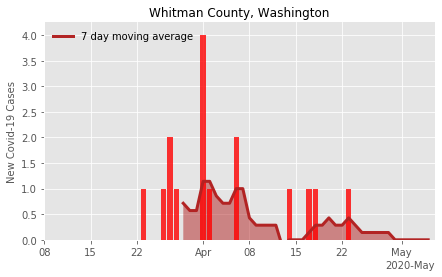 Whitman County, Washington
7 day moving average
New Covid-19 Cases
4.0
3.5
3.0
2.5
2.0
1.5
1.0
0.5
0.0
08 15 22 Apr 08 15 22 May
2020-May